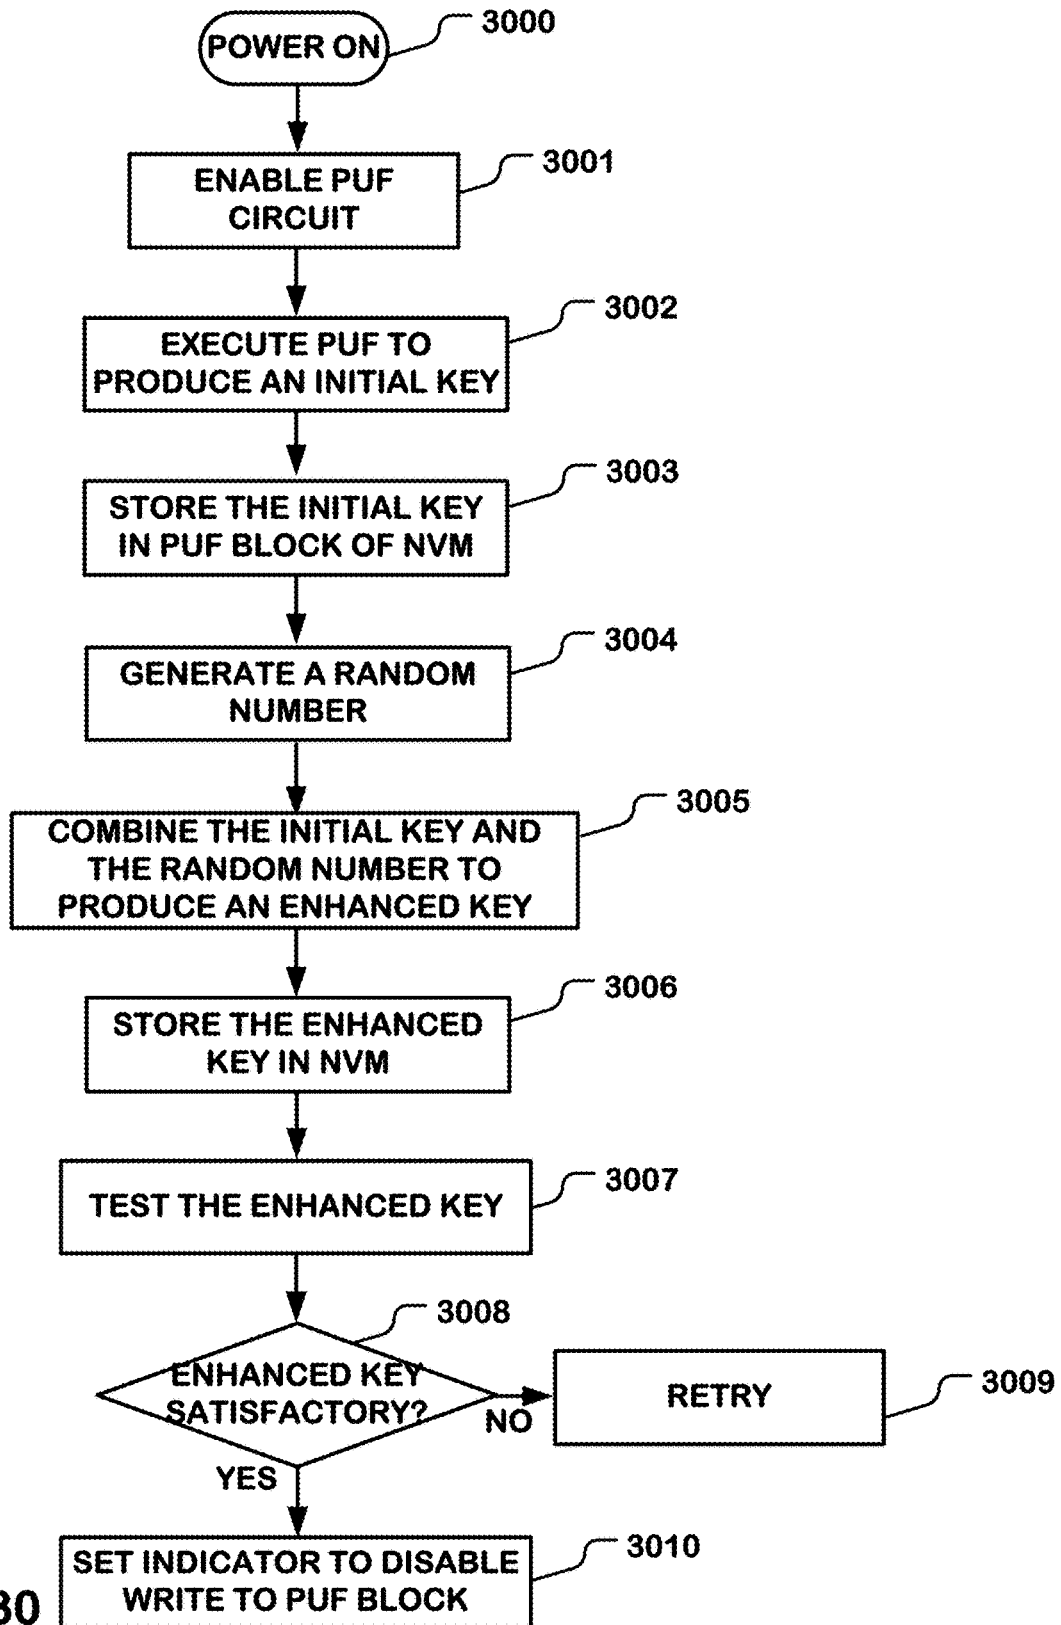 POWER ON
3000
ENABLE PUF
CIRCUIT
3001
EXECUTE PUF TO
PRODUCE AN INITIAL KEY
3002
STORE THE INITIAL KEY
IN PUF BLOCK OF NVM
3003
GENERATE A RANDOM
NUMBER
3004
COMBINE THE INITIAL KEY AND
THE RANDOM NUMBER TO
PRODUCE AN ENHANCED KEY
3005
STORE THE ENHANCED
KEY IN NVM
3006
TEST THE ENHANCED KEY
3007
ENHANCED KEY
SATISFACTORY?
3008
NO
RETRY
3009
YES
SET INDICATOR TO DISABLE
WRITE TO PUF BLOCK
3010